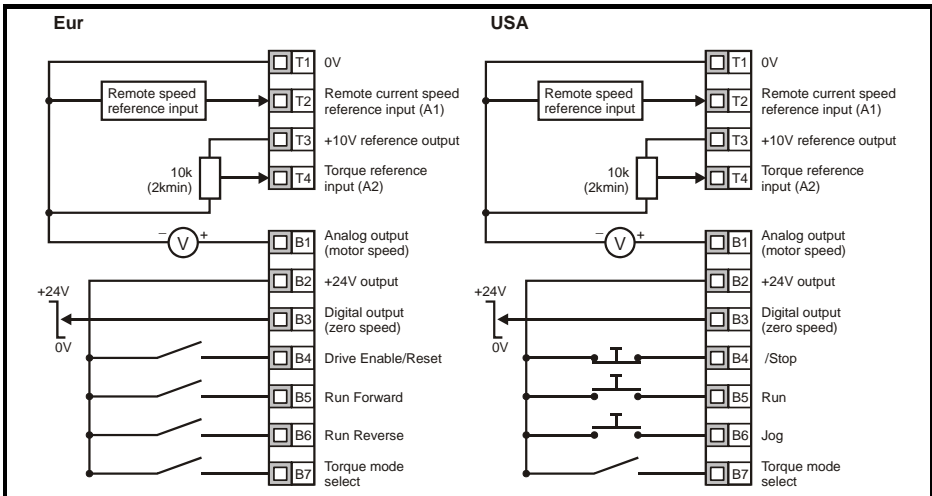 Eur
T1 0V
Remote speed
reference input
T2 Remote current speed
reference input (A1)
T3 +10V reference output
10k
(2kmin)
T4 Torque reference
input (A2)
− V +
B1 Analog output
(motor speed)
B2 +24V output
+24V
0V
B3 Digital output
(zero speed)
B4 Drive Enable/Reset
B5 Run Forward
B6 Run Reverse
B7 Torque mode
select
USA
T1 0V
Remote speed
reference input
T2 Remote current speed
reference input (A1)
T3 +10V reference output
10k
(2kmin)
T4 Torque reference
input (A2)
− V +
B1 Analog output
(motor speed)
B2 +24V output
+24V
0V
B3 Digital output
(zero speed)
B4 /Stop
B5 Run
B6 Jog
B7 Torque mode
select